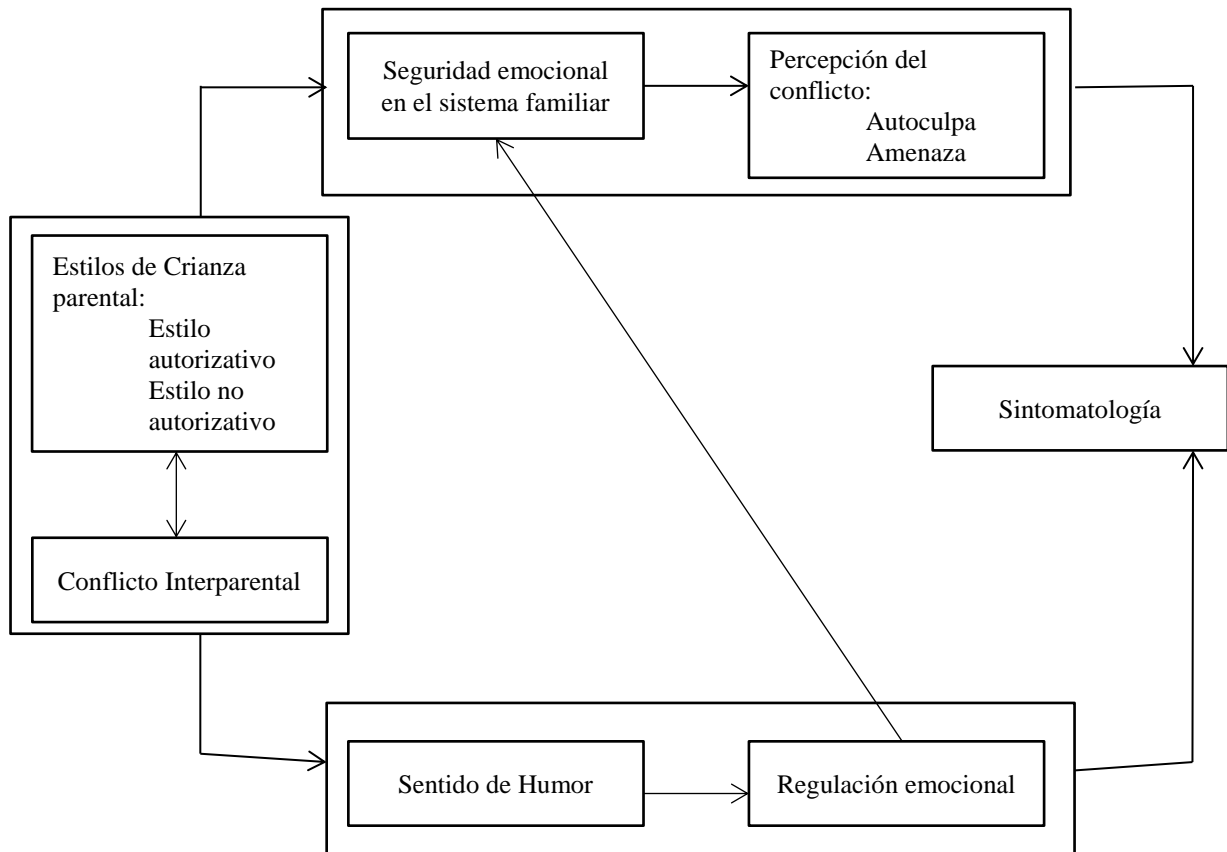 Seguridad emocional
en el sistema familiar
Percepción del
conflicto:
Autoculpa
Amenaza
Estilos de Crianza
parental:
Estilo
autorizativo
Estilo no
autorizativo
Conflicto Interparental
Sintomatología
Sentido de Humor
Regulación emocional